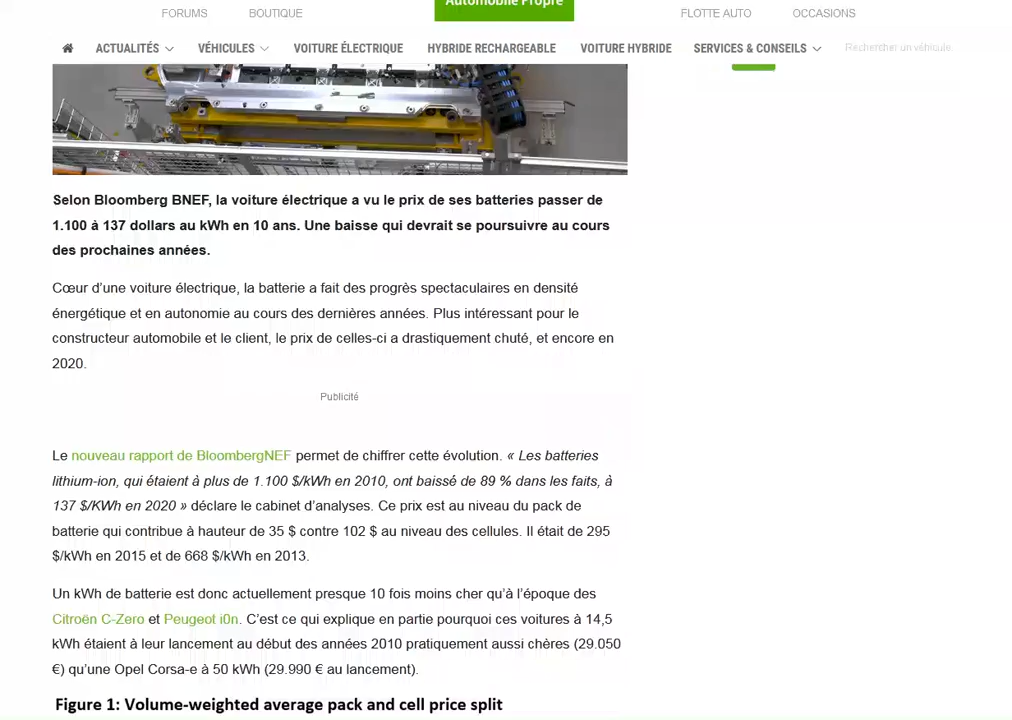 FORUMS BOUTIQUE Automobile Propre FLOTTE AUTO OCCASIONS
ACTUALITÉS VÉHICULES VOITURE ÉLECTRIQUE HYBRIDE RECHARGEABLE VOITURE HYBRIDE SERVICES & CONSEILS Rechercher un véhicule.
Selon Bloomberg BNEF, la voiture électrique a vu le prix de ses batteries passer de
1.100 à 137 dollars au kWh en 10 ans. Une baisse qui devrait se poursuivre au cours
des prochaines années.
Cœur d’une voiture électrique, la batterie a fait des progrès spectaculaires en densité
énergétique et en autonomie au cours des dernières années. Plus intéressant pour le
constructeur automobile et le client, le prix de celles-ci a drastiquement chuté, et encore en
2020.
Publicité
Le nouveau rapport de BloombergNEF permet de chiffrer cette évolution. « Les batteries
lithium-ion, qui étaient à plus de 1.100 $/kWh en 2010, ont baissé de 89 % dans les faits, à
137 $/KWh en 2020 » déclare le cabinet d’analyses. Ce prix est au niveau du pack de
batterie qui contribue à hauteur de 35 $ contre 102 $ au niveau des cellules. Il était de 295
$/kWh en 2015 et de 668 $/kWh en 2013.
Un kWh de batterie est donc actuellement presque 10 fois moins cher qu’à l’époque des
Citroën C-Zero et Peugeot i0n. C’est ce qui explique en partie pourquoi ces voitures à 14,5
kWh étaient à leur lancement au début des années 2010 pratiquement aussi chères (29.050
€) qu’une Opel Corsa-e à 50 kWh (29.990 € au lancement).
Figure 1: Volume-weighted average pack and cell price split